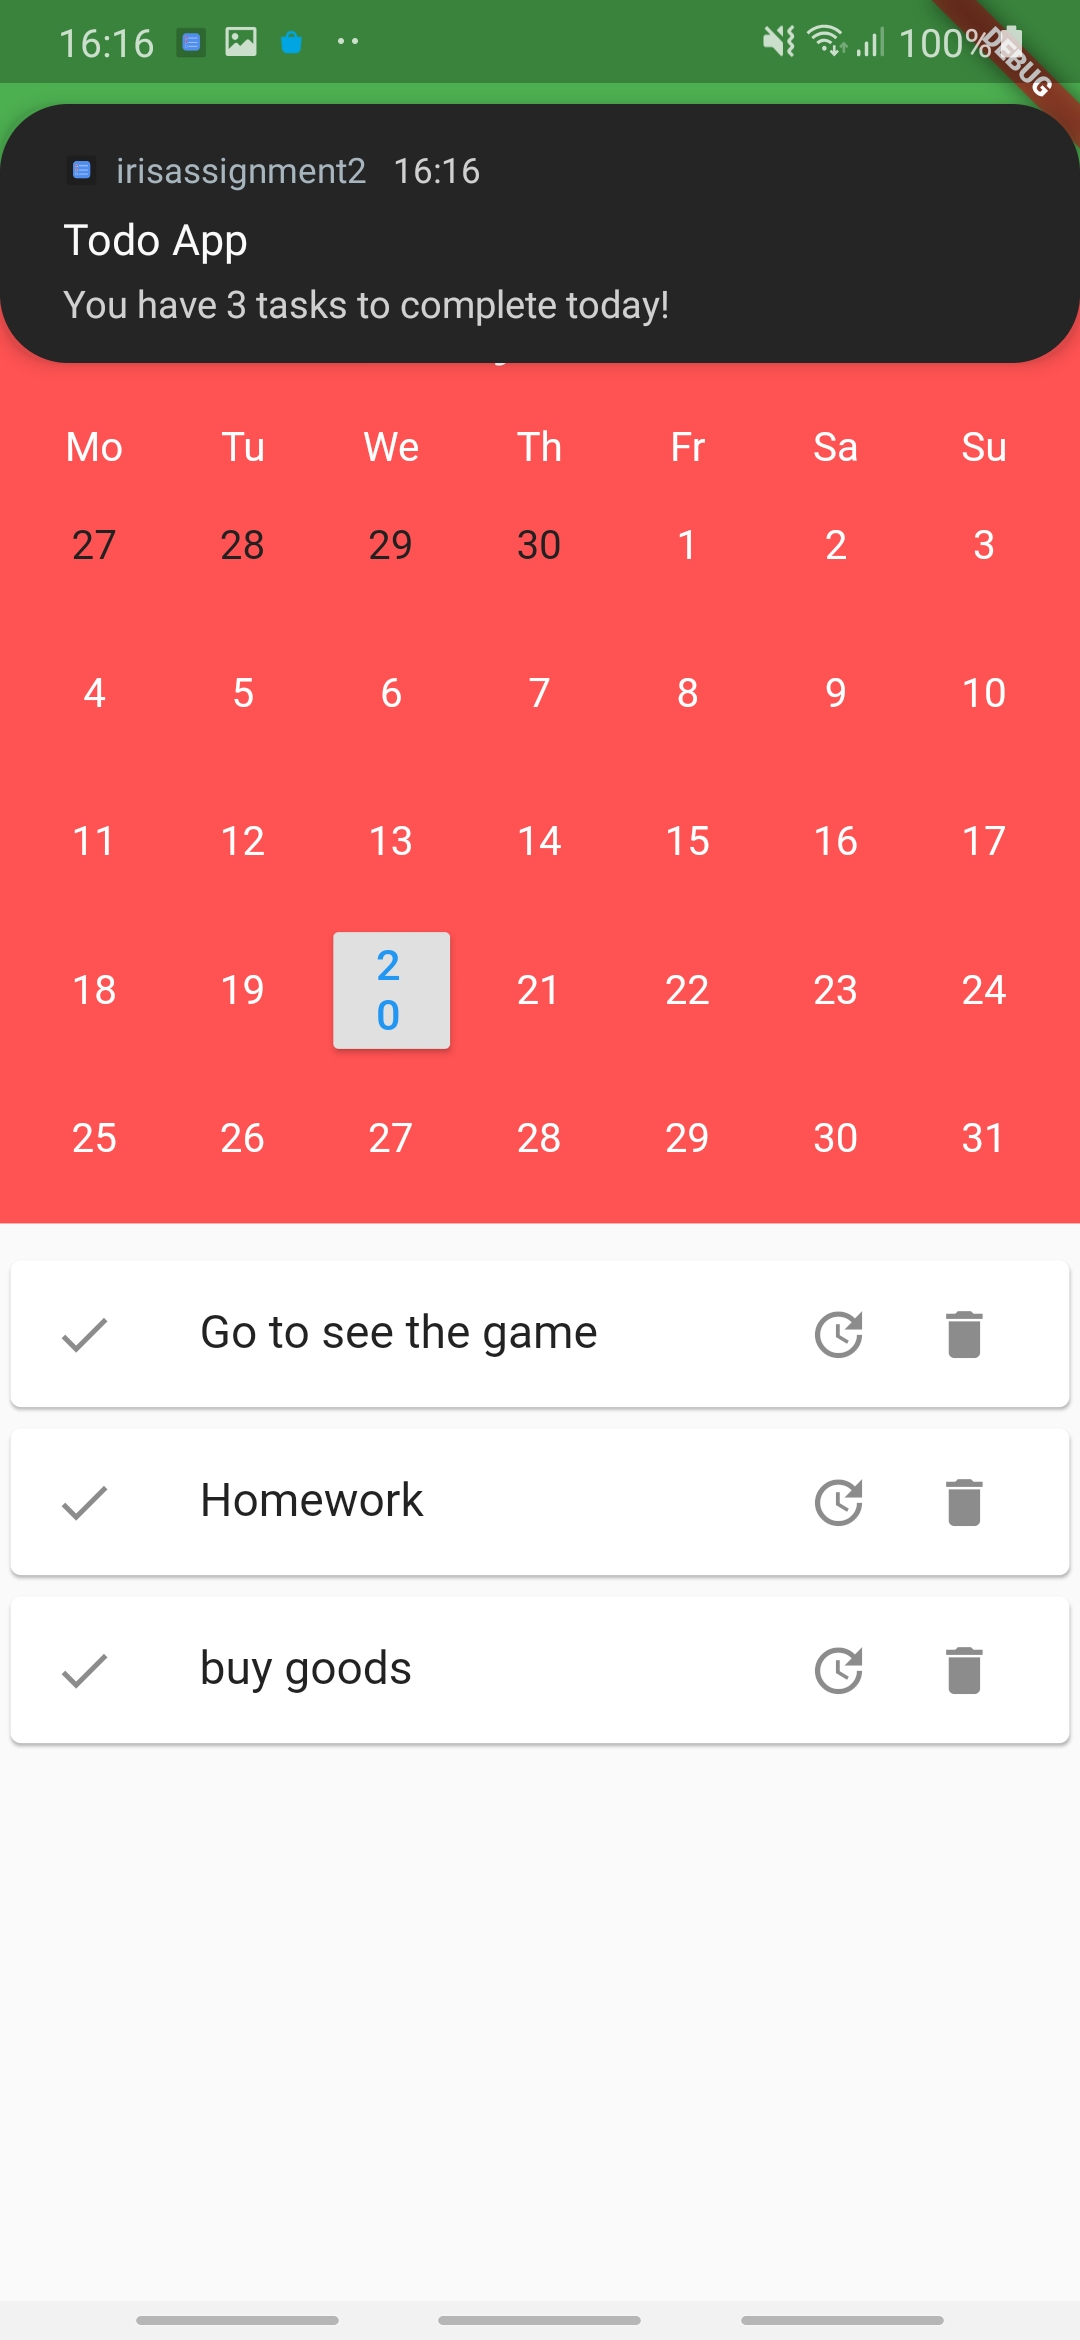 16:16 100%
DEBUG
irisassignment2 16:16
Todo App
You have 3 tasks to complete today!
Mo Tu We Th Fr Sa Su
27 28 29 30 1 2 3
4 5 6 7 8 9 10
11 12 13 14 15 16 17
18 19 20 21 22 23 24
25 26 27 28 29 30 31
Go to see the game
Homework
buy goods